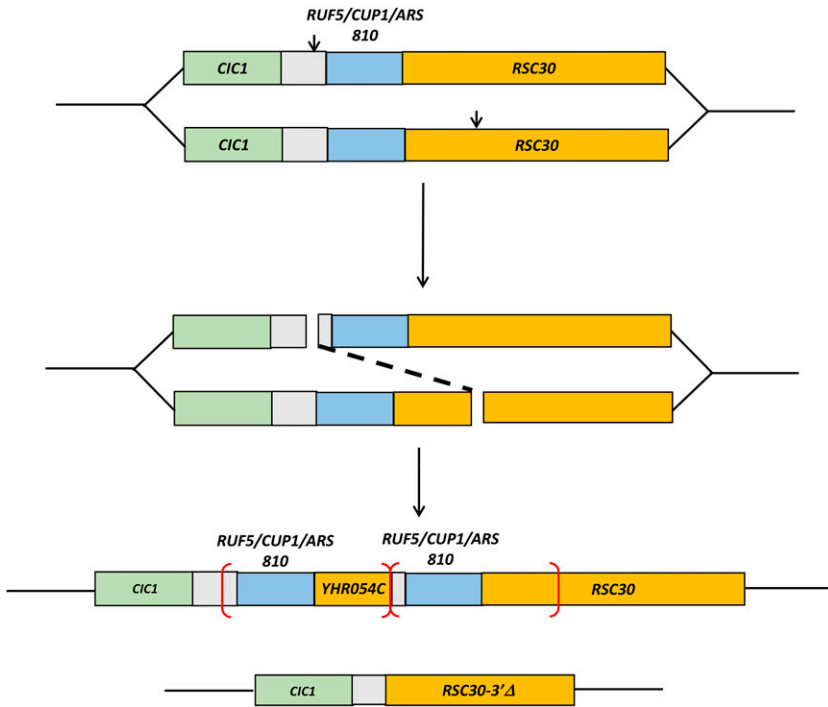 RUF5/CUP1/ARS
810
CIC1
RSC30
CIC1
RSC30
RUF5/CUP1/ARS
810
RUF5/CUP1/ARS
810
CIC1
YHR054C
RSC30
CIC1
RSC30-3'Δ